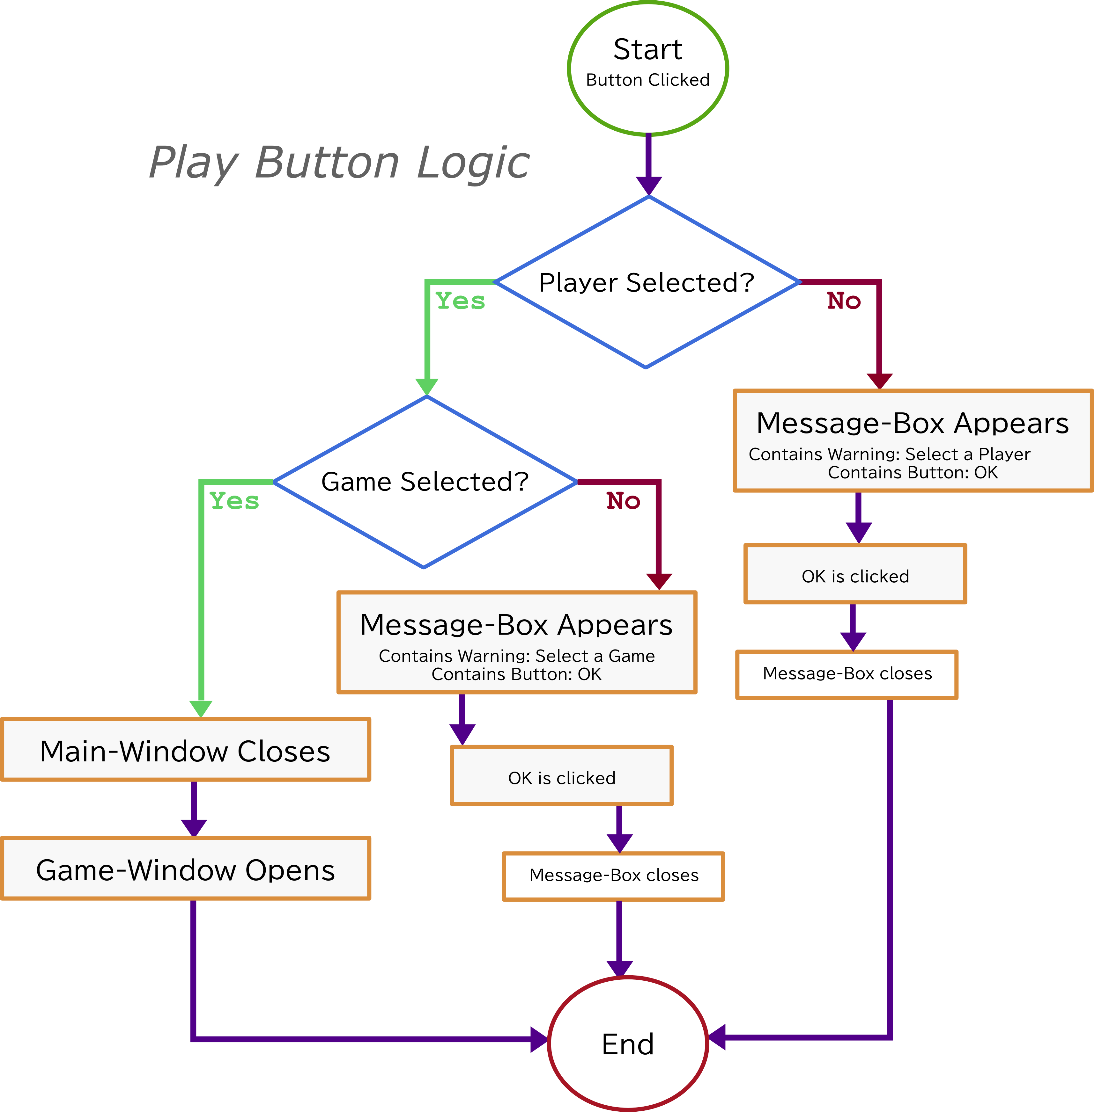 Start
Button Clicked
Play Button Logic
Player Selected?
Yes
No
Game Selected?
Yes
No
Message-Box Appears
Contains Warning: Select a Player
Contains Button: OK
OK is clicked
Message-Box closes
Message-Box Appears
Contains Warning: Select a Game
Contains Button: OK
OK is clicked
Message-Box closes
Main-Window Closes
Game-Window Opens
End